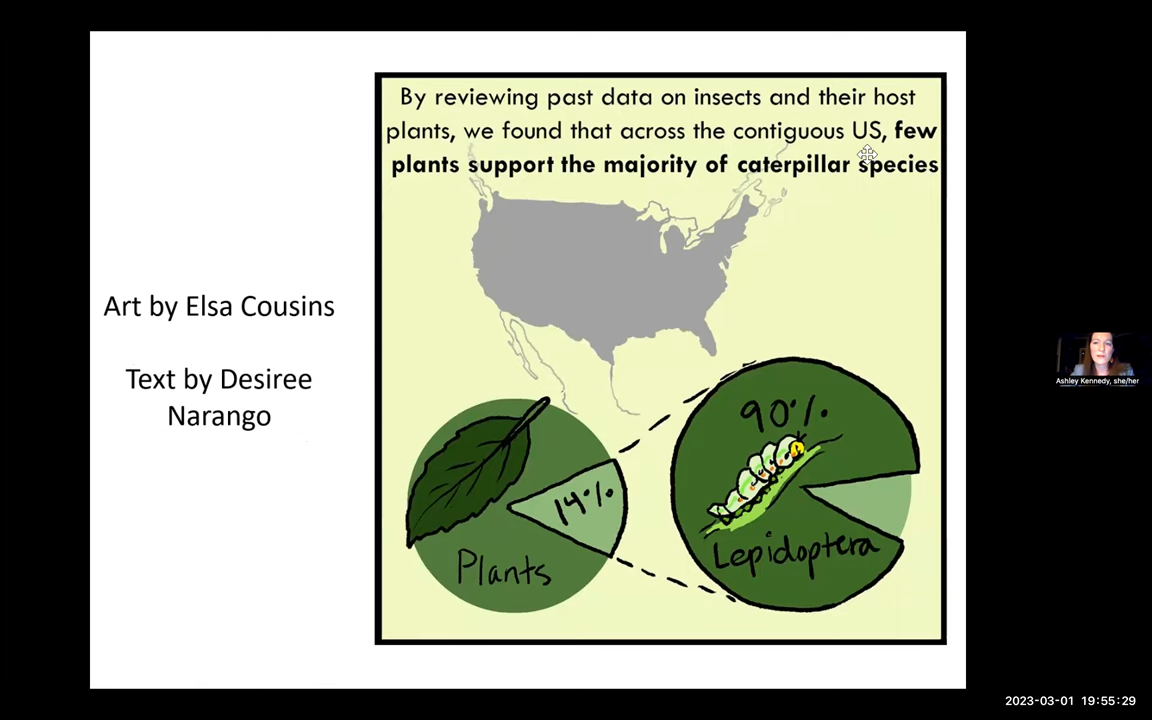 By reviewing past data on insects and their host
plants, we found that across the contiguous US, few
plants support the majority of caterpillar species
Art by Elsa Cousins
Text by Desiree
Narango
90%
14%
Plants
Lepidoptera
Ashley Kennedy, she/her
2023-03-01 19:55:29